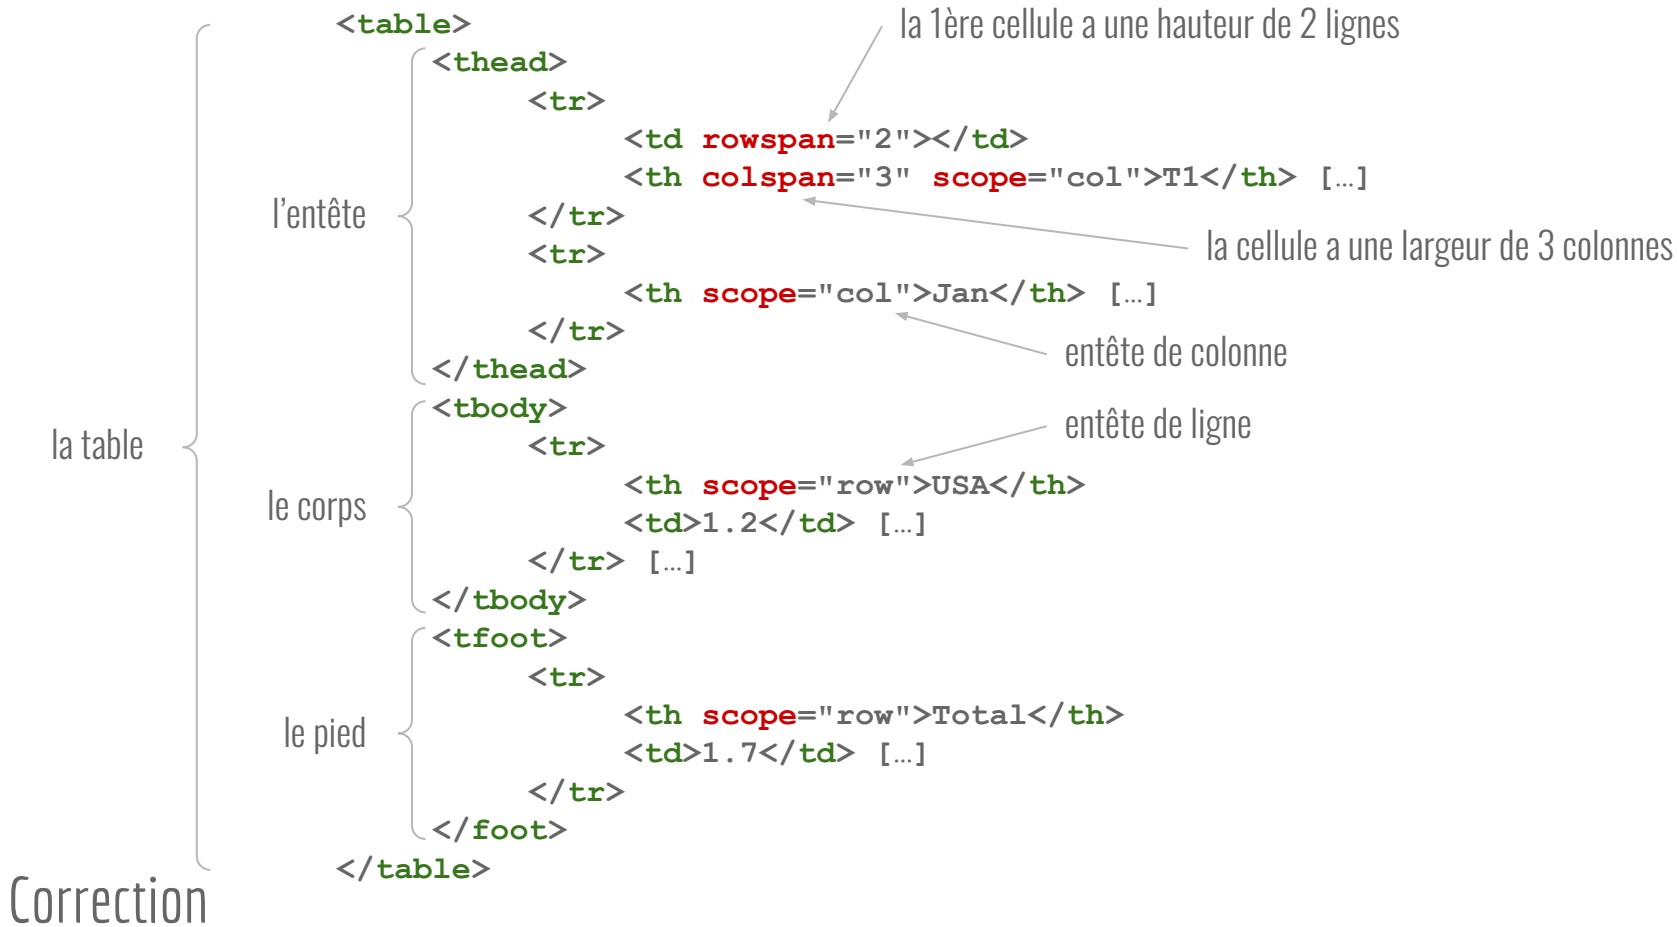 <table>
la 1ère cellule a une hauteur de 2 lignes
<thead>
<tr>
<td rowspan="2"></td>
<th colspan="3" scope="col">T1</th> […]
l’entête
</tr>
<tr>
la cellule a une largeur de 3 colonnes
<th scope="col">Jan</th> […]
</tr>
entête de colonne
</thead>
<tbody>
entête de ligne
la table
<tr>
<th scope="row">USA</th>
le corps
<td>1.2</td> […]
</tr> […]
</tbody>
<tfoot>
<tr>
<th scope="row">Total</th>
le pied
<td>1.7</td> […]
</tr>
</foot>
</table>
Correction